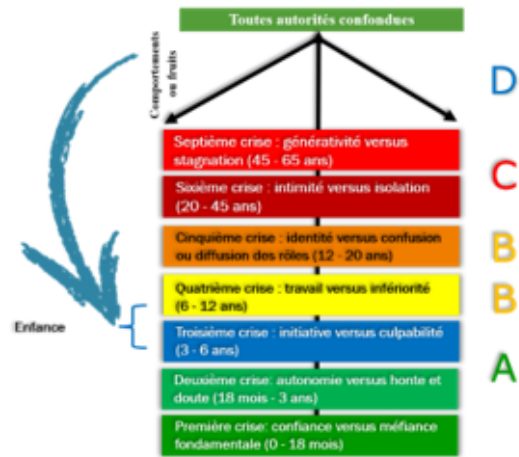 Toutes autorités confondues
Comportements
ou fruits
D
Septième crise : générativité versus
stagnation (45 - 65 ans)
C
Sixième crise : intimité versus isolation
(20 - 45 ans)
Cinquième crise : identité versus confusion
ou diffusion des rôles (12 - 20 ans)
B
Quatrième crise : travail versus infériorité
(6 - 12 ans)
B
Enfance
Troisième crise : initiative versus culpabilité
(3 - 6 ans)
A
Deuxième crise: autonomie versus honte et
doute (18 mois - 3 ans)
Première crise: confiance versus méfiance
fondamentale (0 - 18 mois)